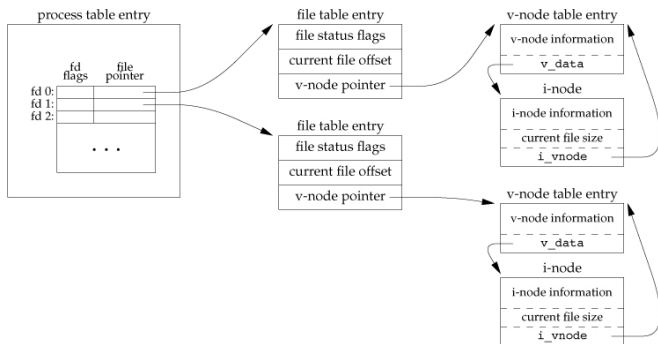 process table entry
fd
flags
file
pointer
fd 0:
fd 1:
fd 2:
. . .
file table entry
file status flags
current file offset
v-node pointer
file table entry
file status flags
current file offset
v-node pointer
v-node table entry
v-node information
v_data
i-node
i-node information
current file size
i_vnode
v-node table entry
v-node information
v_data
i-node
i-node information
current file size
i_vnode